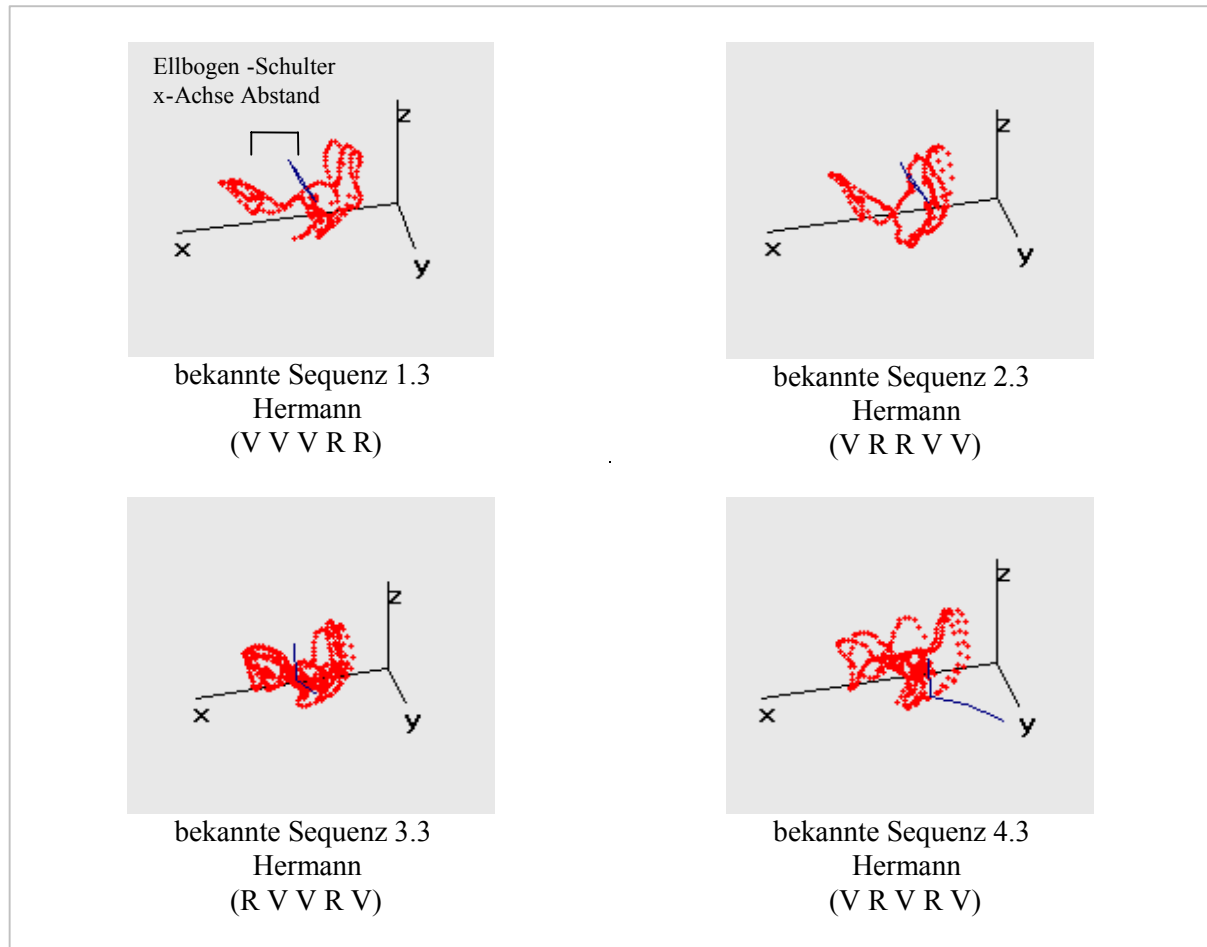 Ellbogen -Schulter
x-Achse Abstand
z
x
y
bekannte Sequenz 1.3
Hermann
(V V V R R)
z
x
y
bekannte Sequenz 2.3
Hermann
(V R R V V)
.
z
x
y
bekannte Sequenz 3.3
Hermann
(R V V R V)
z
x
y
bekannte Sequenz 4.3
Hermann
(V R V R V)